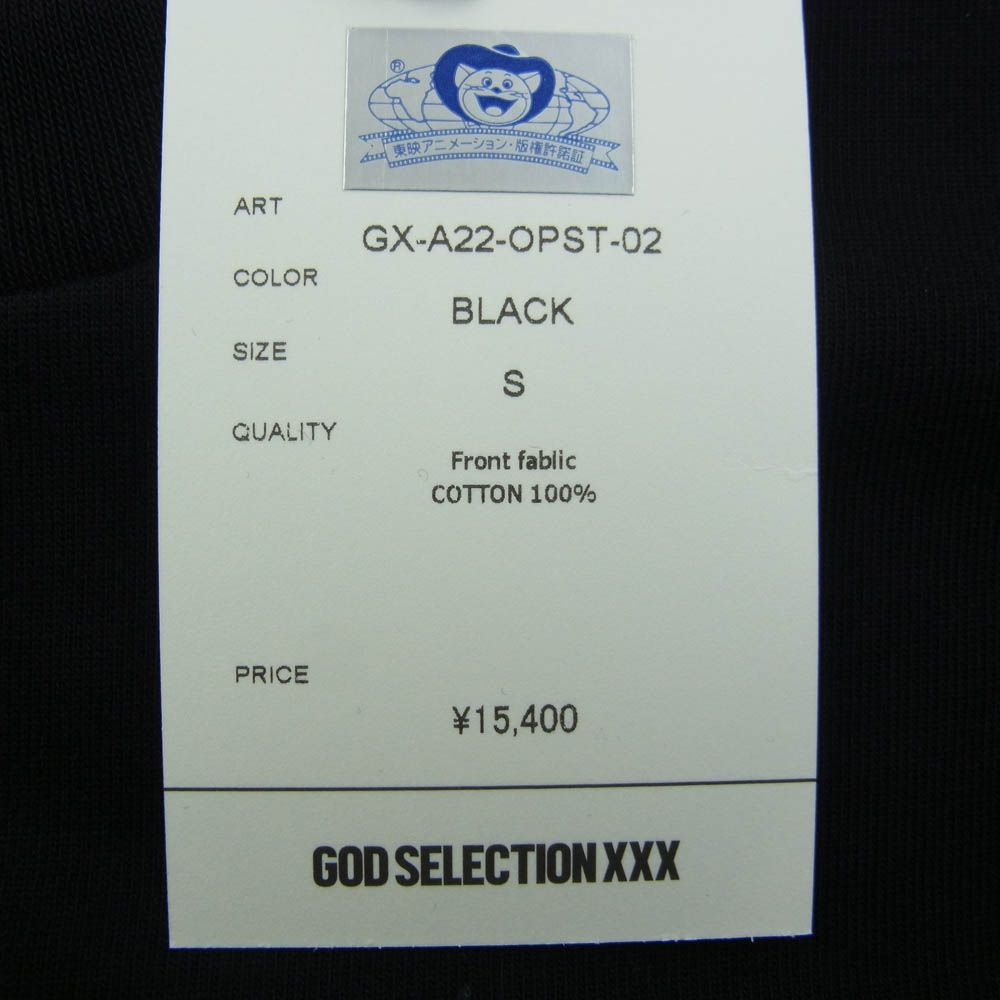 ®
東映アニメーション・版権許諾証
ART
GX-A22-OPST-02
COLOR
BLACK
SIZE
S
QUALITY
Front fablic
COTTON 100%
PRICE
¥15,400
GOD SELECTION XXX